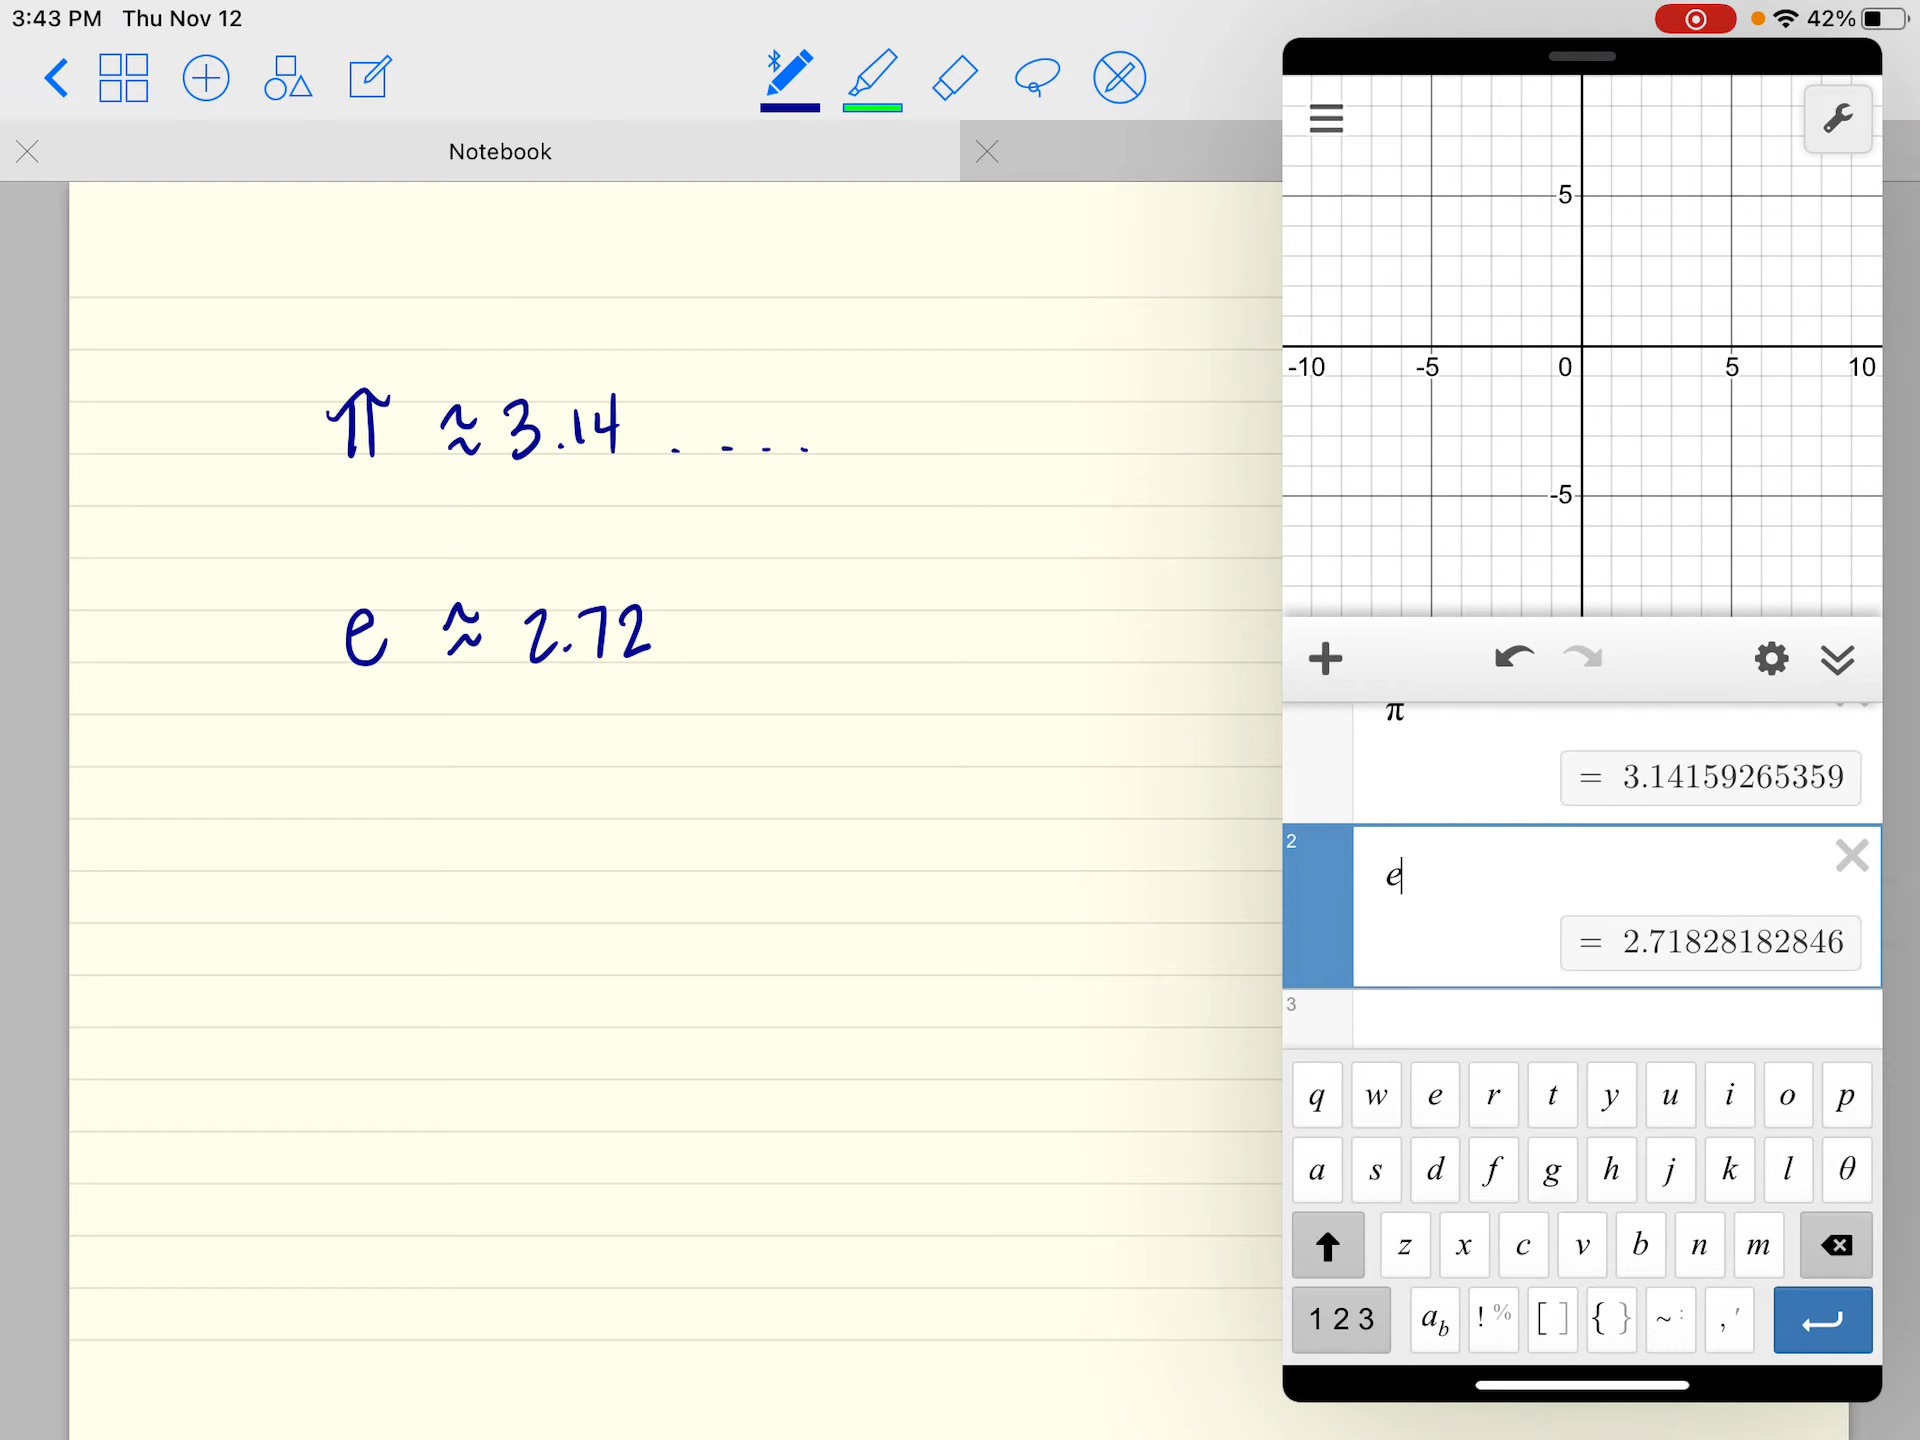 3:43 PM Thu Nov 12
42%
Notebook
π ≈ 3.14 . . . .
e ≈ 2.72
5
-10 -5 0 5 10
-5
π
= 3.14159265359
2
e
= 2.71828182846
3
q w e r t y u i o p
a s d f g h j k l θ
z x c v b n m
1 2 3 a_b ! % [ ] { } ~ : , '